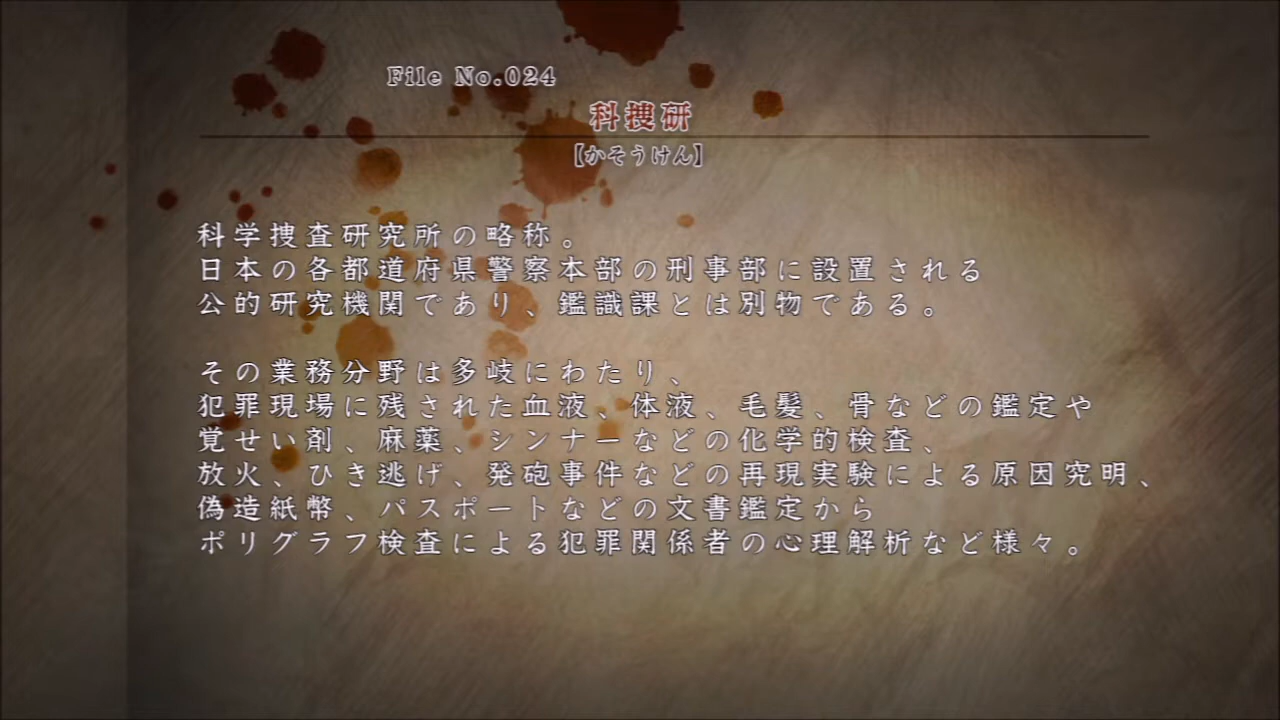 File No.024
科捜研
【かそうけん】
科学捜査研究所の略称。
日本の各都道府県警察本部の刑事部に設置される
公的研究機関であり、鑑識課とは別物である。
その業務分野は多岐にわたり、
犯罪現場に残された血液、体液、毛髪、骨などの鑑定や
覚せい剤、麻薬、シンナーなどの化学的検査、
放火、ひき逃げ、発砲事件などの再現実験による原因究明、
偽造紙幣、パスポートなどの文書鑑定から
ポリグラフ検査による犯罪関係者の心理解析など様々。